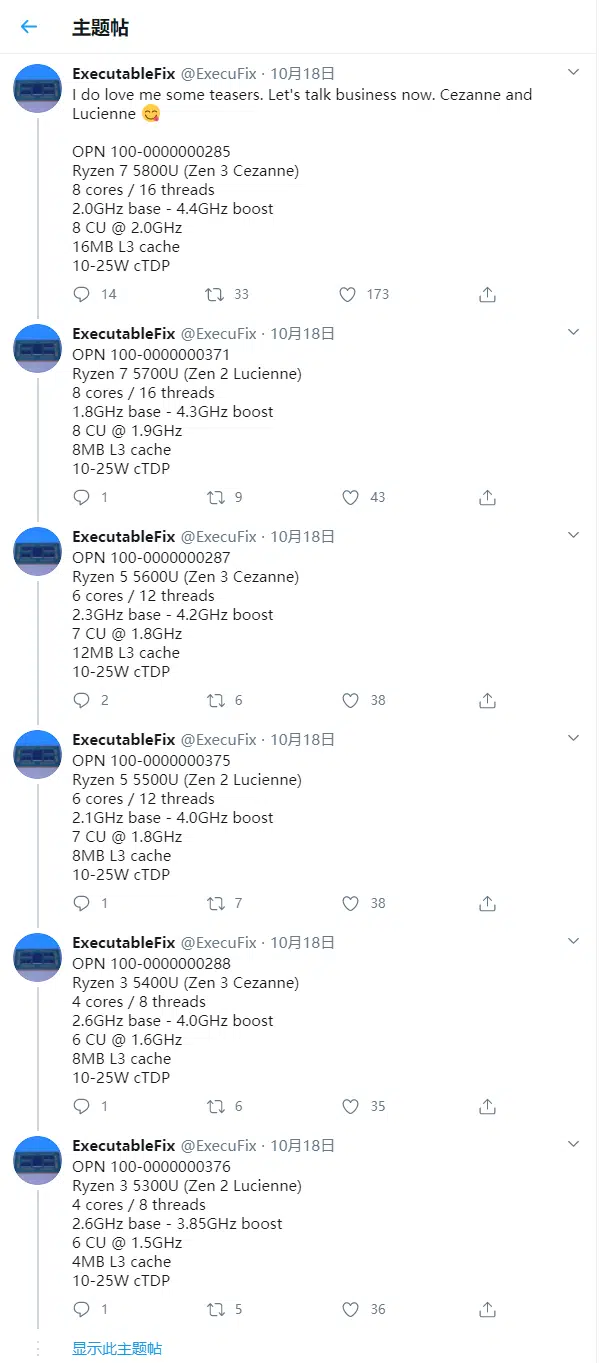 主题帖
ExecutableFix @ExecuFix · 10月18日
I do love me some teasers. Let's talk business now. Cezanne and
Lucienne 😋
OPN 100-0000000285
Ryzen 7 5800U (Zen 3 Cezanne)
8 cores / 16 threads
2.0GHz base - 4.4GHz boost
8 CU @ 2.0GHz
16MB L3 cache
10-25W cTDP
14 33 173
ExecutableFix @ExecuFix · 10月18日
OPN 100-0000000371
Ryzen 7 5700U (Zen 2 Lucienne)
8 cores / 16 threads
1.8GHz base - 4.3GHz boost
8 CU @ 1.9GHz
8MB L3 cache
10-25W cTDP
1 9 43
ExecutableFix @ExecuFix · 10月18日
OPN 100-0000000287
Ryzen 5 5600U (Zen 3 Cezanne)
6 cores / 12 threads
2.3GHz base - 4.2GHz boost
7 CU @ 1.8GHz
12MB L3 cache
10-25W cTDP
2 6 38
ExecutableFix @ExecuFix · 10月18日
OPN 100-0000000375
Ryzen 5 5500U (Zen 2 Lucienne)
6 cores / 12 threads
2.1GHz base - 4.0GHz boost
7 CU @ 1.8GHz
8MB L3 cache
10-25W cTDP
1 7 38
ExecutableFix @ExecuFix · 10月18日
OPN 100-0000000288
Ryzen 3 5400U (Zen 3 Cezanne)
4 cores / 8 threads
2.6GHz base - 4.0GHz boost
6 CU @ 1.6GHz
8MB L3 cache
10-25W cTDP
1 6 35
ExecutableFix @ExecuFix · 10月18日
OPN 100-0000000376
Ryzen 3 5300U (Zen 2 Lucienne)
4 cores / 8 threads
2.6GHz base - 3.85GHz boost
6 CU @ 1.5GHz
4MB L3 cache
10-25W cTDP
1 5 36
显示此主题帖